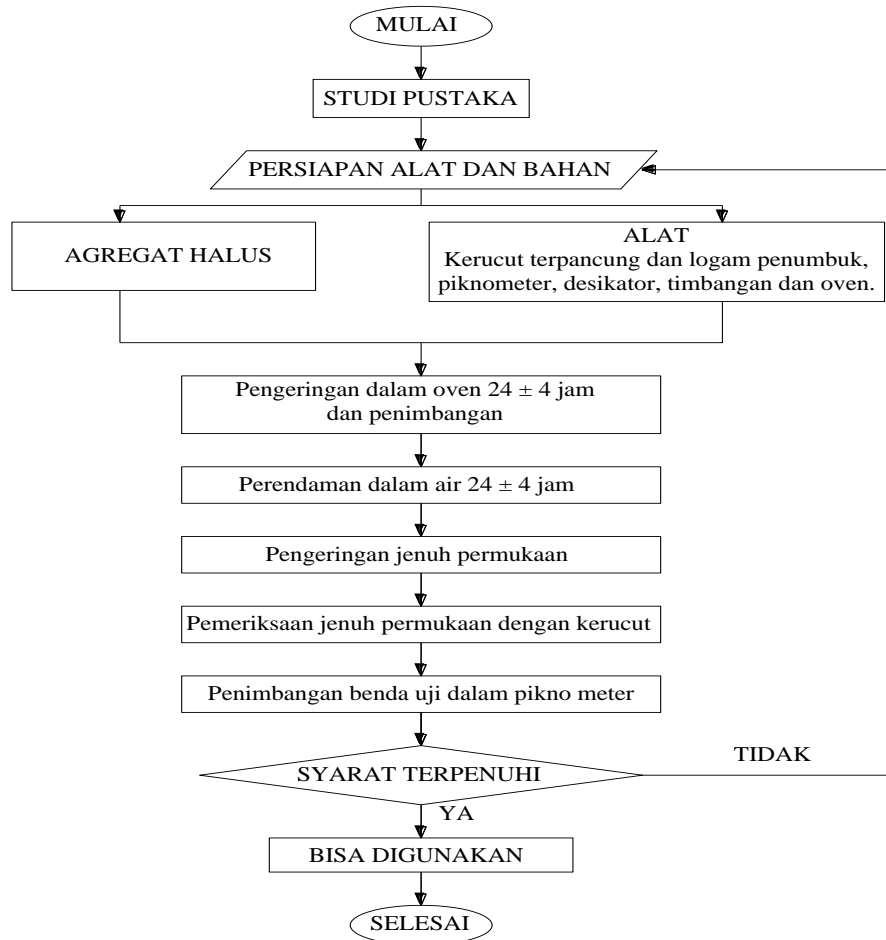 MULAI
STUDI PUSTAKA
PERSIAPAN ALAT DAN BAHAN
AGREGAT HALUS
ALAT
Kerucut terpancung dan logam penumbuk,
piknometer, desikator, timbangan dan oven.
Pengeringan dalam oven 24 ± 4 jam
dan penimbangan
Perendaman dalam air 24 ± 4 jam
Pengeringan jenuh permukaan
Pemeriksaan jenuh permukaan dengan kerucut
Penimbangan benda uji dalam pikno meter
SYARAT TERPENUHI
TIDAK
YA
BISA DIGUNAKAN
SELESAI